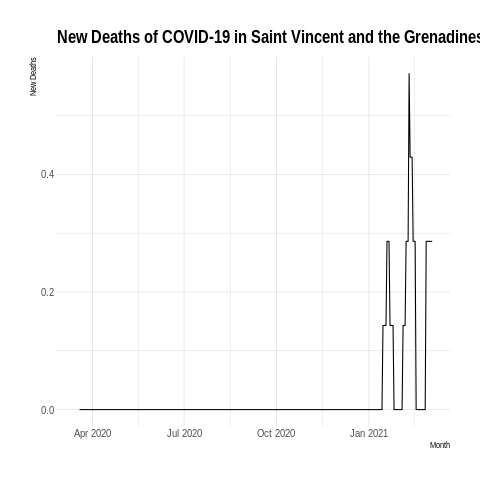 New Deaths of COVID-19 in Saint Vincent and the Grenadines
New Deaths
0.4
0.2
0.0
Apr 2020 Jul 2020 Oct 2020 Jan 2021
Month